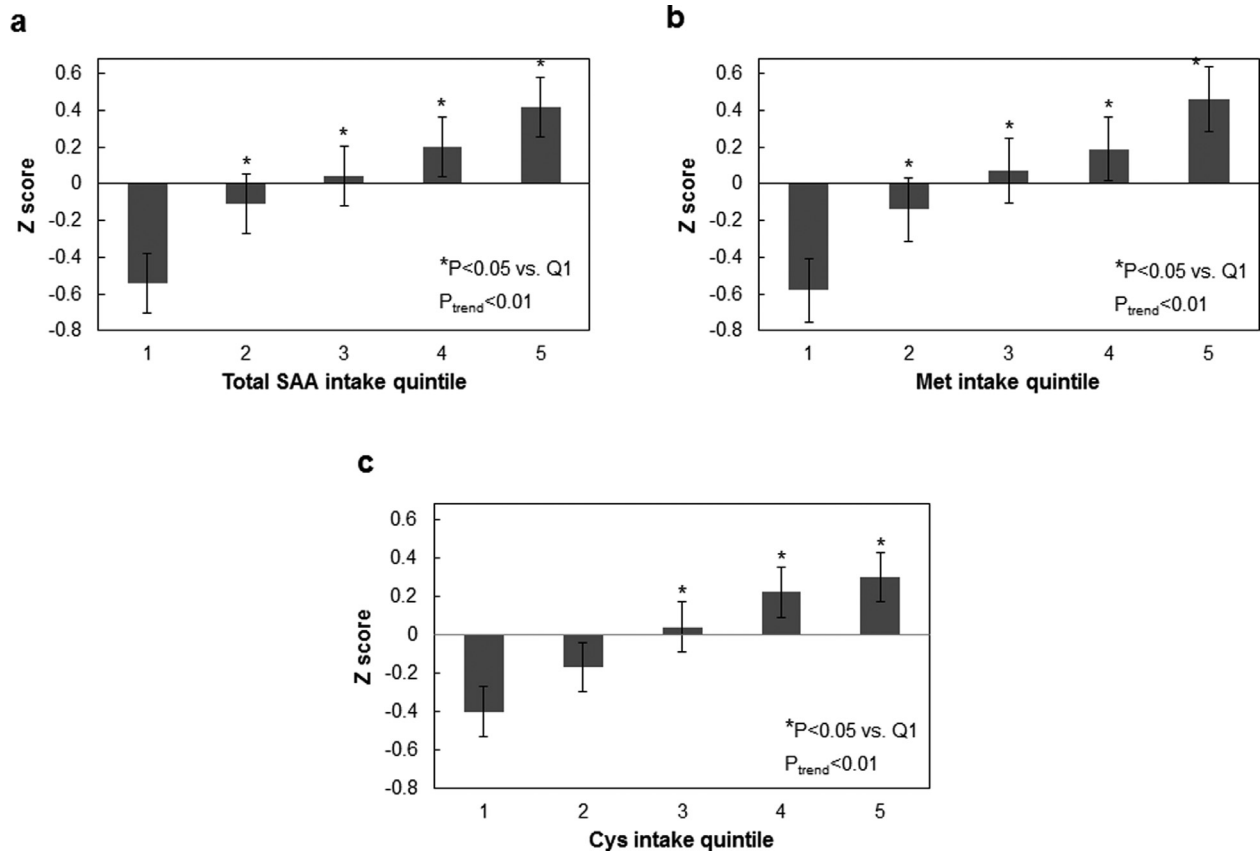 a
0.6
0.4
0.2
0
-0.2
-0.4
-0.6
-0.8
Z score
*
*
*
*
*P<0.05 vs. Q1
Ptrend<0.01
1 2 3 4 5
Total SAA intake quintile
b
0.6
0.4
0.2
0
-0.2
-0.4
-0.6
-0.8
Z score
*
*
*
*
*P<0.05 vs. Q1
Ptrend<0.01
1 2 3 4 5
Met intake quintile
c
0.6
0.4
0.2
0
-0.2
-0.4
-0.6
-0.8
Z score
*
*
*
*P<0.05 vs. Q1
Ptrend<0.01
1 2 3 4 5
Cys intake quintile